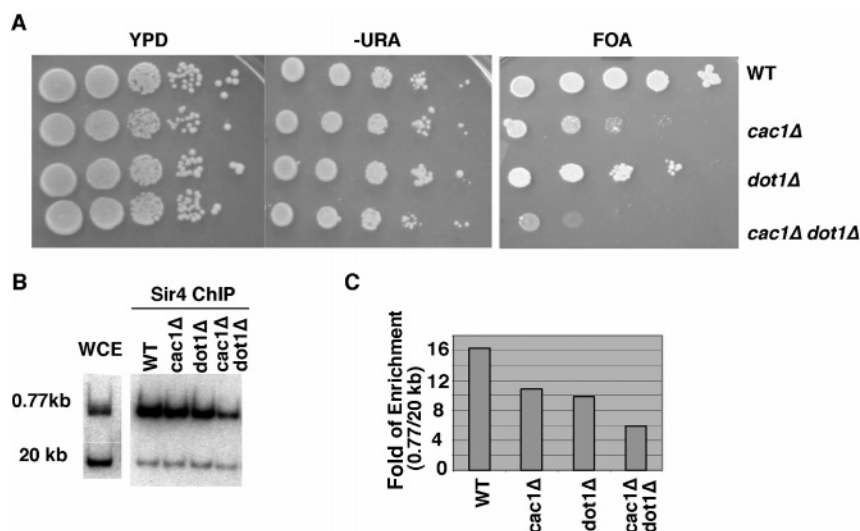 A
YPD
-URA
FOA
WT
cac1Δ
dot1Δ
cac1Δ dot1Δ
B
Sir4 ChIP
WCE
WT
cac1Δ
dot1Δ
cac1Δ
dot1Δ
0.77kb
20 kb
C
Fold of Enrichment
(0.77/20 kb)
16
12
8
4
0
WT
cac1Δ
dot1Δ
cac1Δ
dot1Δ